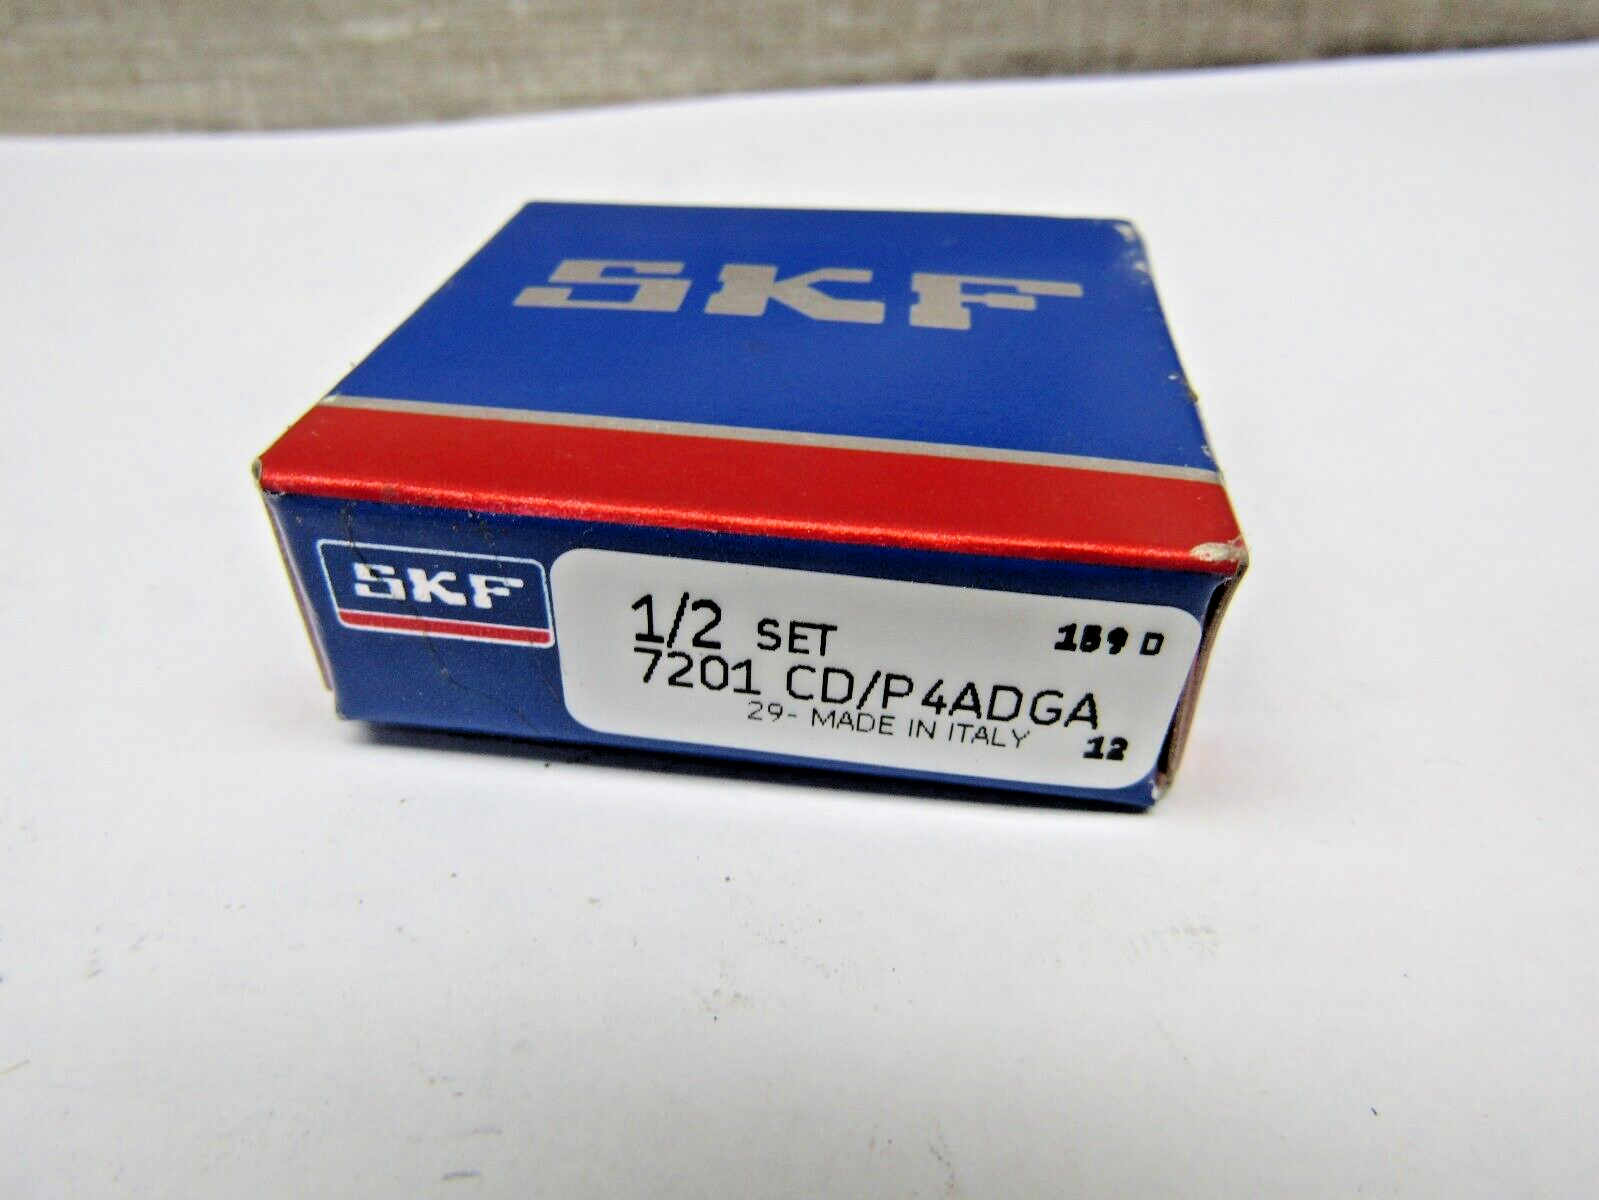 SKF
SKF
1/2 SET 159 D
7201 CD/P4ADGA
29- MADE IN ITALY 12